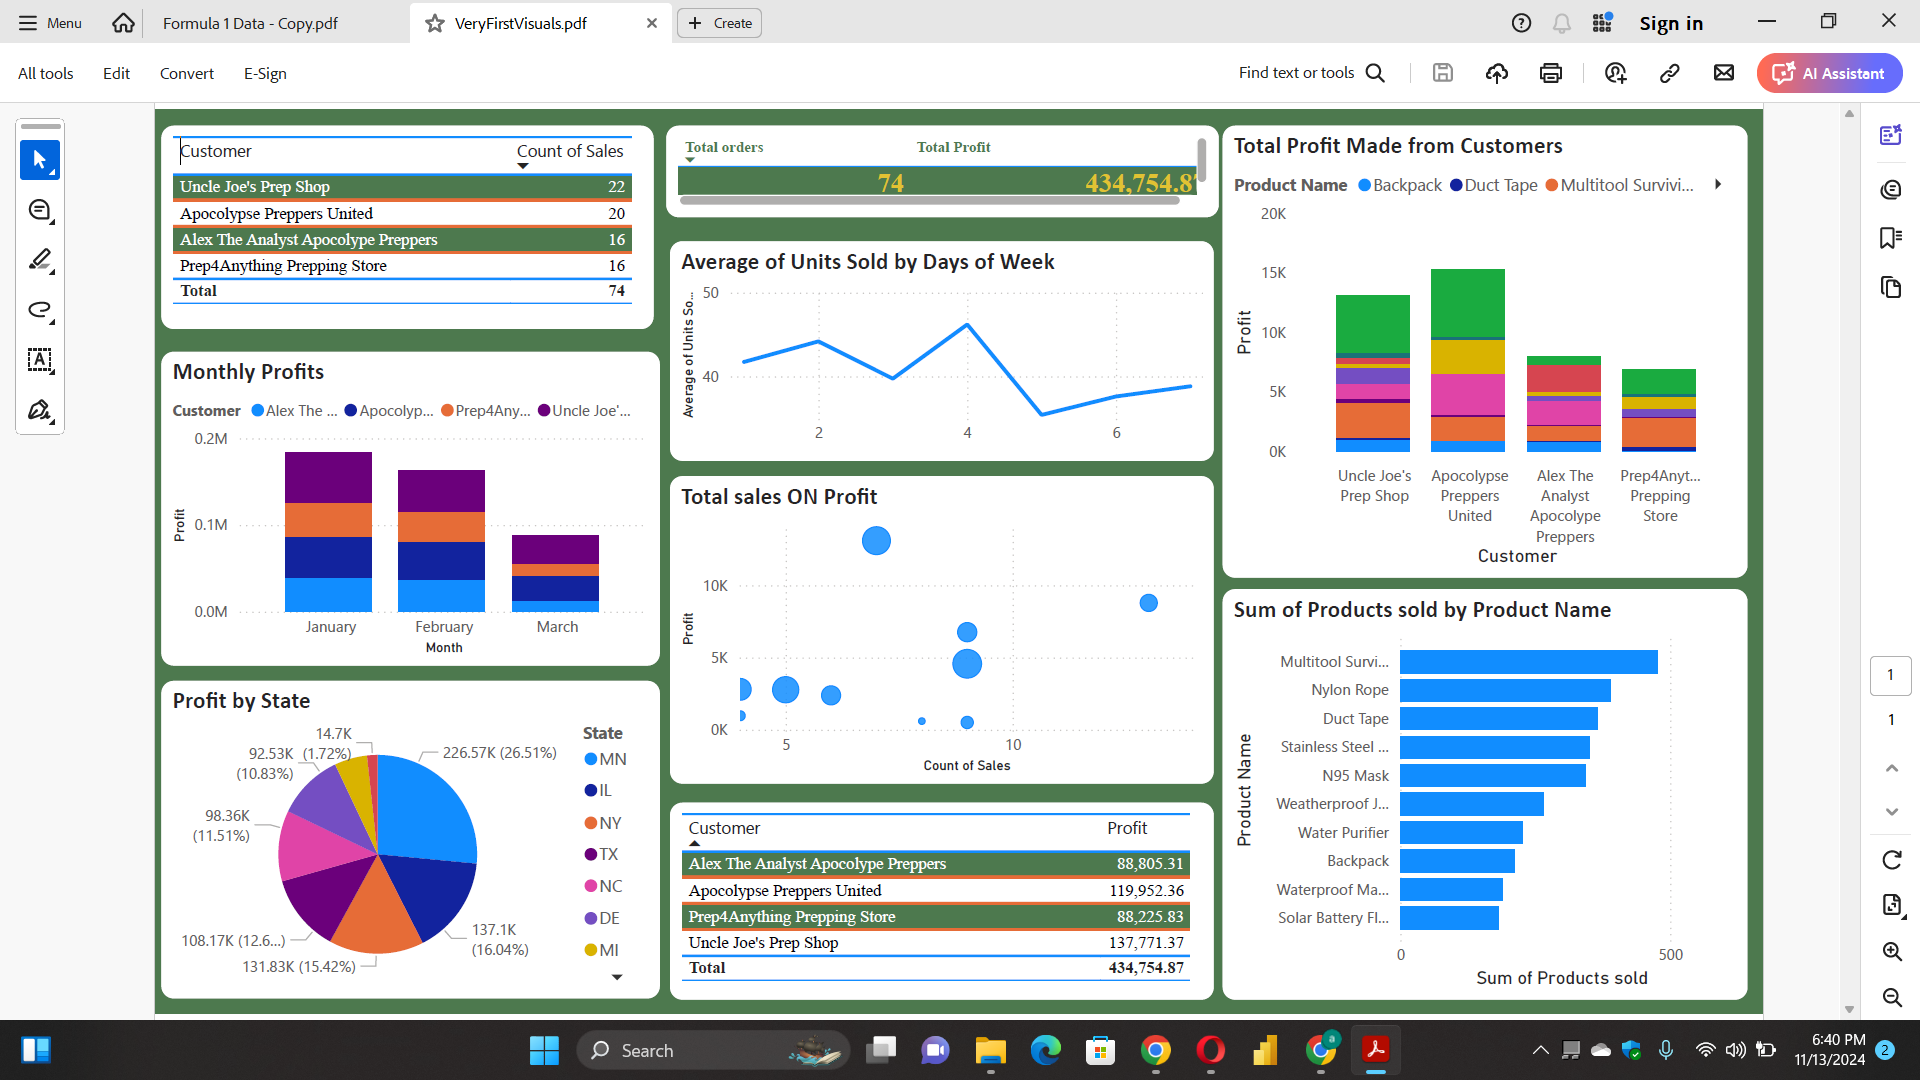 Menu
Formula 1 Data - Copy.pdf
VeryFirstVisuals.pdf
Create
Sign in
All tools
Edit
Convert
E-Sign
Find text or tools
AI Assistant
Customer Count of Sales
Uncle Joe's Prep Shop 22
Apocolypse Preppers United 20
Alex The Analyst Apocolype Preppers 16
Prep4Anything Prepping Store 16
Total 74
Monthly Profits
Customer Alex The ... Apocolyp... Prep4Any... Uncle Joe'...
0.2M
0.1M
0.0M
Profit
January February March
Month
Profit by State
14.7K
(1.72%)
92.53K
(10.83%)
226.57K (26.51%)
98.36K
(11.51%)
108.17K (12.6...)
131.83K (15.42%)
137.1K
(16.04%)
State
MN
IL
NY
TX
NC
DE
MI
Total orders Total Profit
74 434,754.87
Average of Units Sold by Days of Week
Average of Units So...
50
40
2 4 6
Total sales ON Profit
Profit
10K
5K
0K
5 10
Count of Sales
Customer Profit
Alex The Analyst Apocolype Preppers 88,805.31
Apocolypse Preppers United 119,952.36
Prep4Anything Prepping Store 88,225.83
Uncle Joe's Prep Shop 137,771.37
Total 434,754.87
Total Profit Made from Customers
Product Name Backpack Duct Tape Multitool Survivi...
20K
15K
10K
5K
0K
Profit
Uncle Joe's
Prep Shop
Apocolypse
Preppers
United
Alex The
Analyst
Apocolype
Preppers
Prep4Anyt...
Prepping
Store
Customer
Sum of Products sold by Product Name
Product Name
Multitool Survi...
Nylon Rope
Duct Tape
Stainless Steel ...
N95 Mask
Weatherproof J...
Water Purifier
Backpack
Waterproof Ma...
Solar Battery Fl...
0 500
Sum of Products sold
1
1
Search
a
6:40 PM
11/13/2024
2